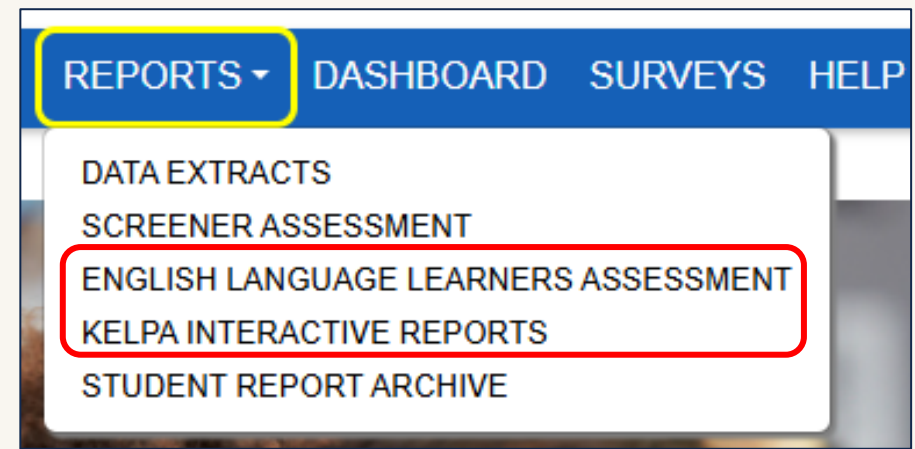 REPORTS DASHBOARD SURVEYS HELP
DATA EXTRACTS
SCREENER ASSESSMENT
ENGLISH LANGUAGE LEARNERS ASSESSMENT
KELPA INTERACTIVE REPORTS
STUDENT REPORT ARCHIVE